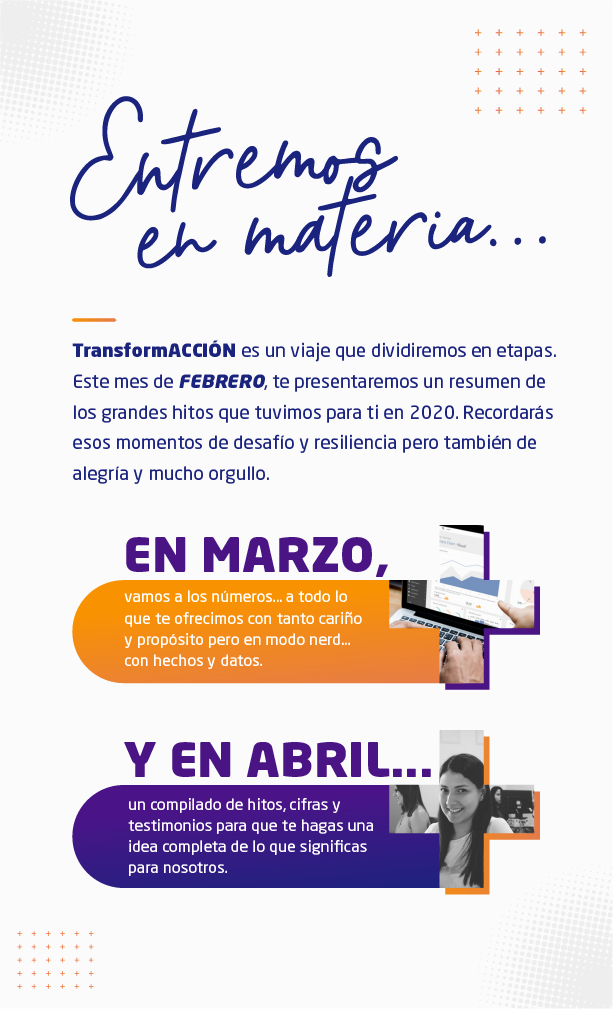 Entremos
en materia...
TransformACCIÓN es un viaje que dividiremos en etapas.
Este mes de FEBRERO, te presentaremos un resumen de
los grandes hitos que tuvimos para ti en 2020. Recordarás
esos momentos de desafío y resiliencia pero también de
alegría y mucho orgullo.
EN MARZO,
vamos a los números... a todo lo
que te ofrecimos con tanto cariño
y propósito pero en modo nerd...
con hechos y datos.
Y EN ABRIL...
un compilado de hitos, cifras y
testimonios para que te hagas una
idea completa de lo que significas
para nosotros.